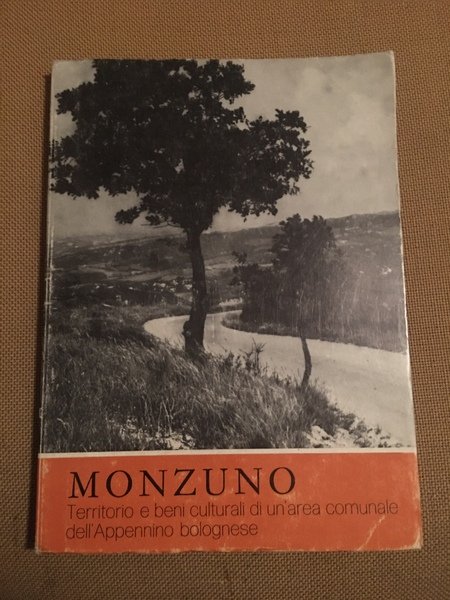 MONZUNO
Territorio e beni culturali di un'area comunale
dell'Appennino bolognese